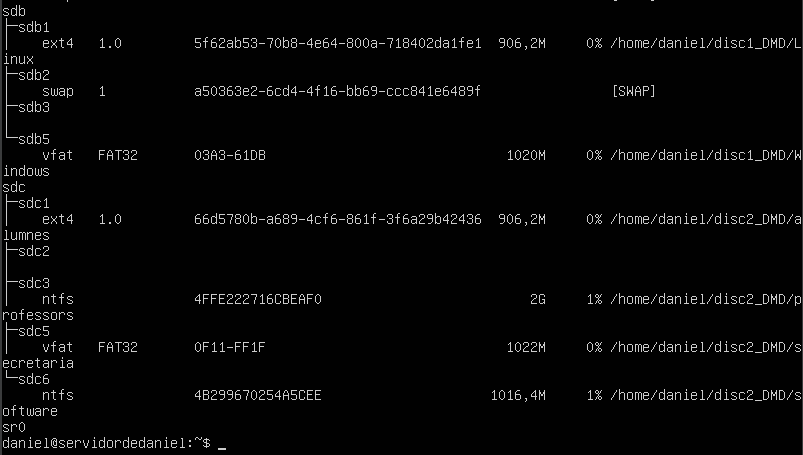 sdb
├─sdb1
│    ext4   1.0         5f62ab53-70b8-4e64-800a-718402da1fe1  906,2M     0% /home/daniel/disc1_DMD/L
inux
├─sdb2
│    swap   1           a50363e2-6cd4-4f16-bb69-ccc841e6489f                [SWAP]
├─sdb3
│
└─sdb5
     vfat   FAT32       03A3-61DB                              1020M     0% /home/daniel/disc1_DMD/W
indows
sdc
├─sdc1
│    ext4   1.0         66d5780b-a689-4cf6-861f-3f6a29b42436  906,2M     0% /home/daniel/disc2_DMD/a
lumnes
├─sdc2
│
├─sdc3
│    ntfs               4FFE222716CBEAF0                          2G     1% /home/daniel/disc2_DMD/p
rofessors
├─sdc5
│    vfat   FAT32       0F11-FF1F                              1022M     0% /home/daniel/disc2_DMD/s
ecretaria
└─sdc6
     ntfs               4B299670254A5CEE                     1016,4M     1% /home/daniel/disc2_DMD/s
oftware
sr0
daniel@servidordedaniel:~$ _